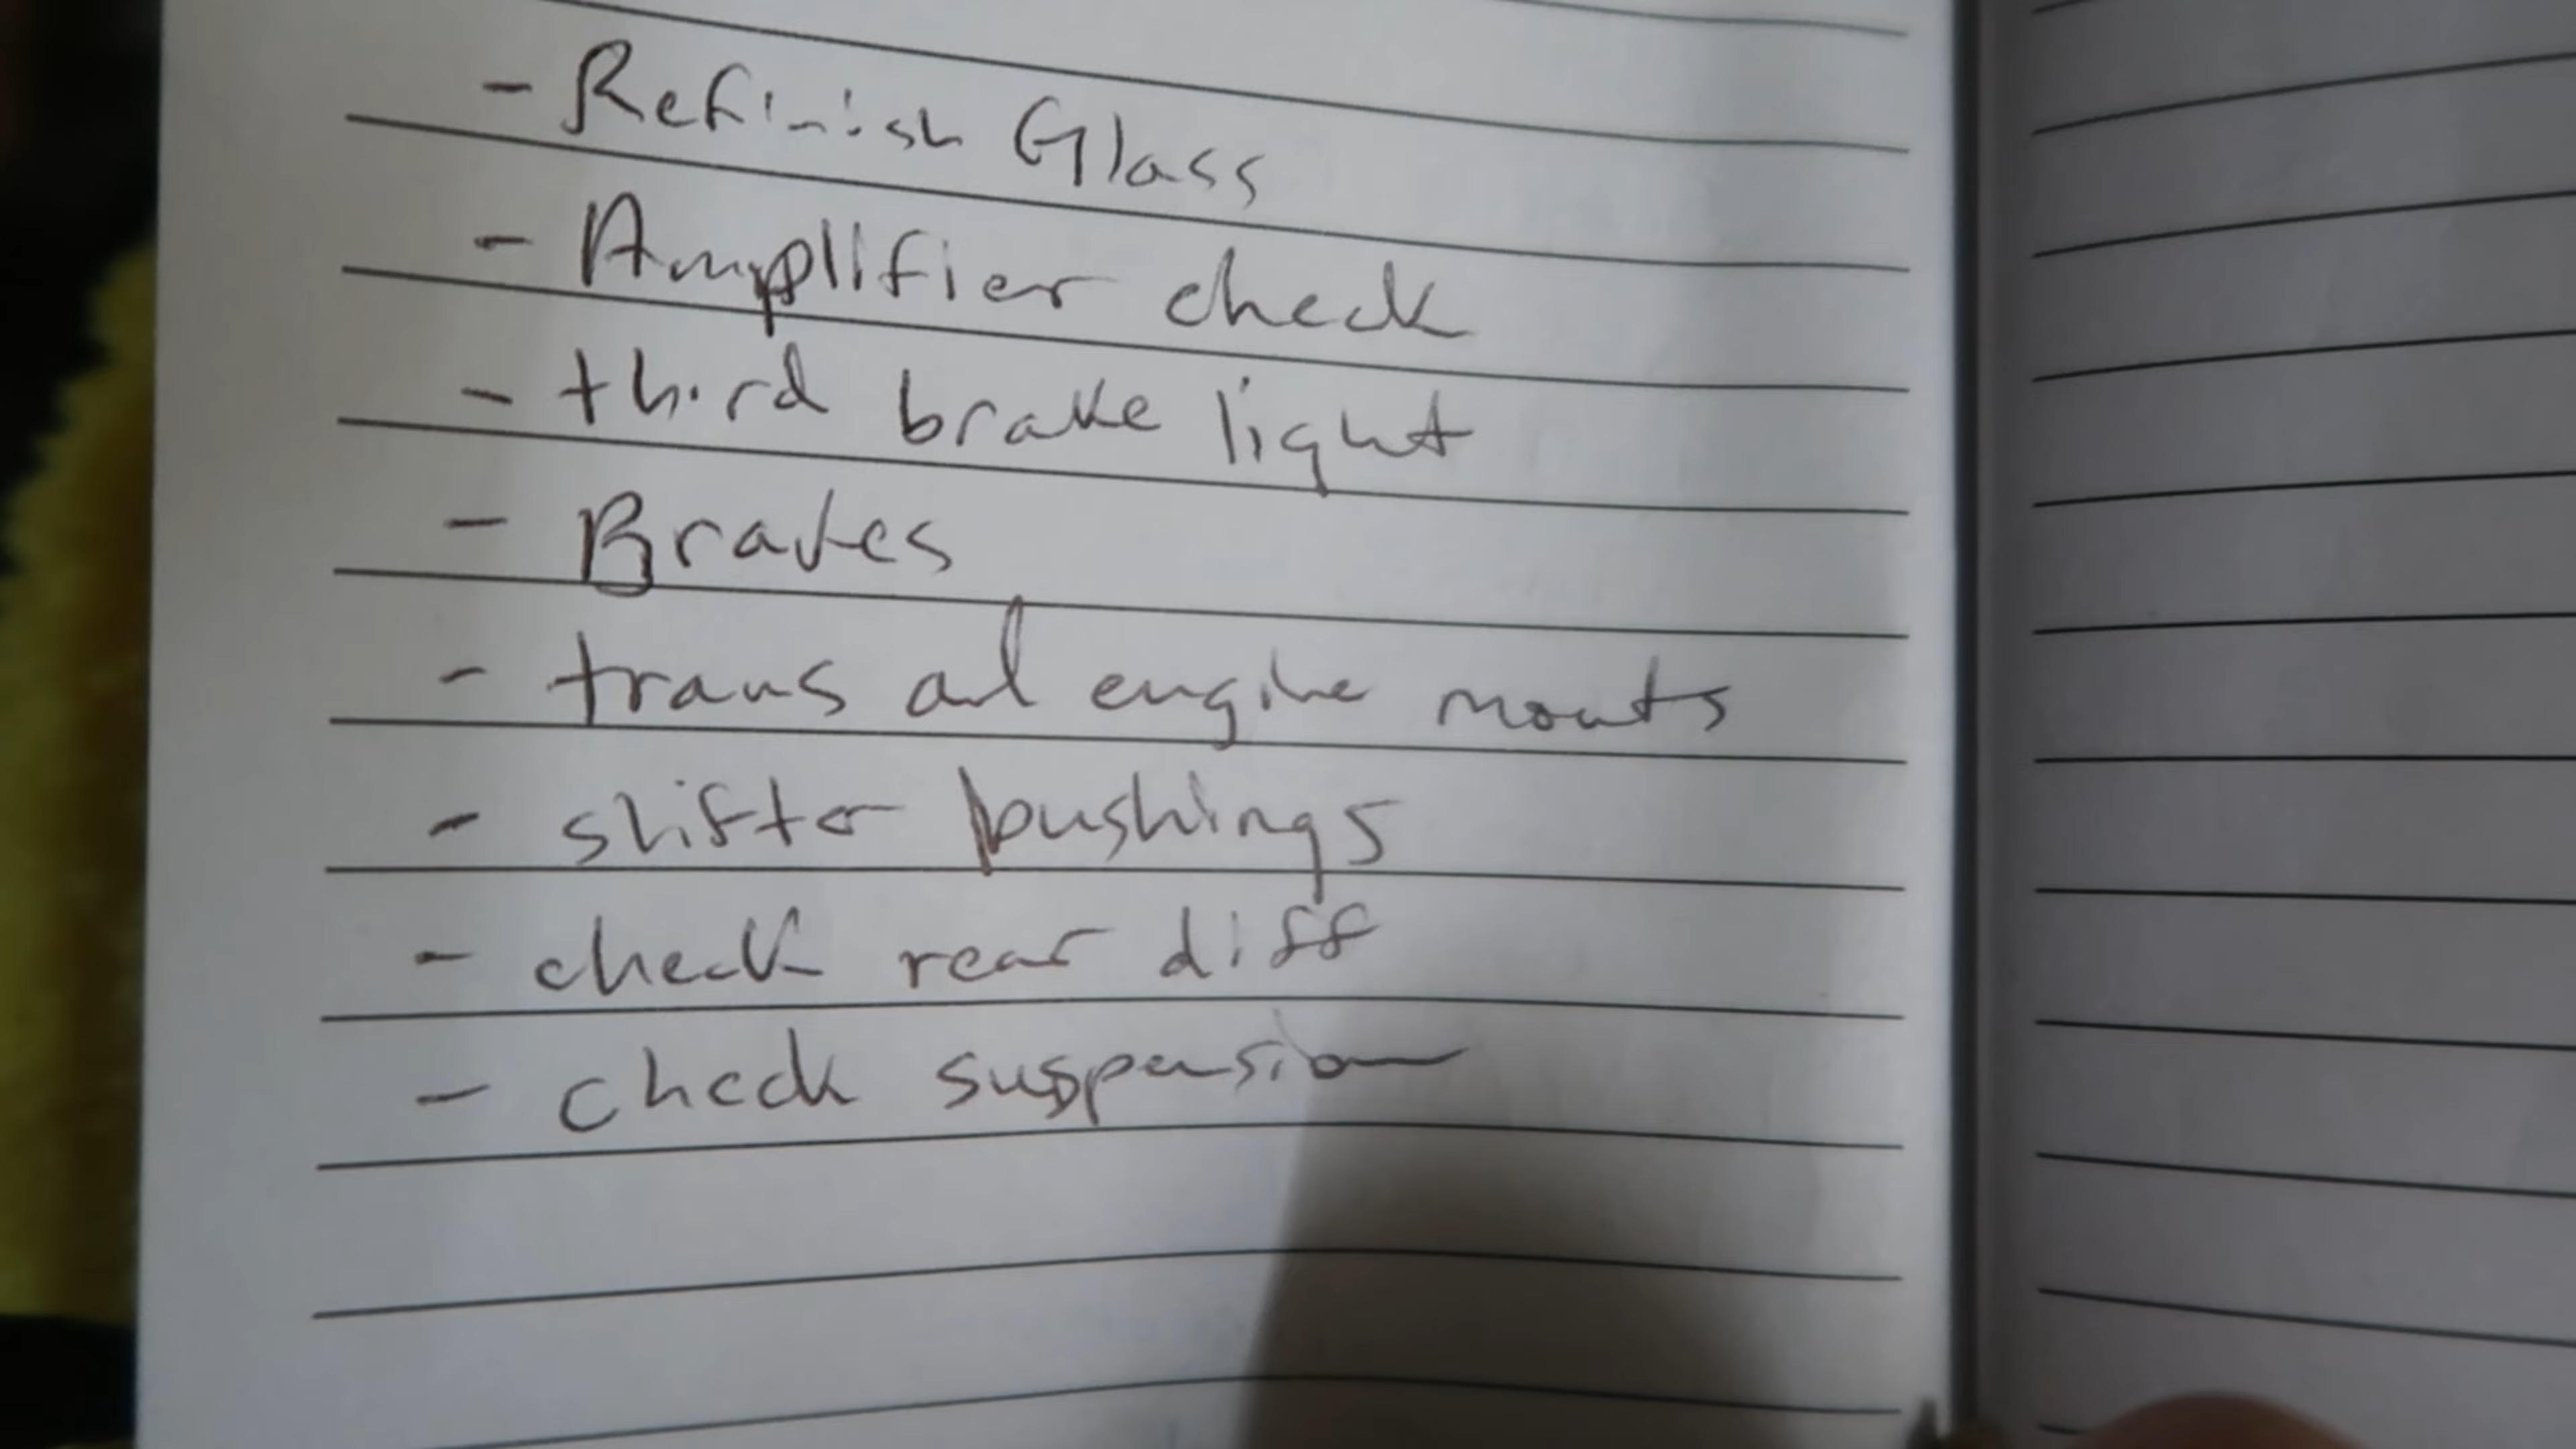 - Refinish Glass
- Amplifier check
- third brake light
- Brakes
- trans and engine mounts
- shifter bushings
- check rear diff
- check suspension